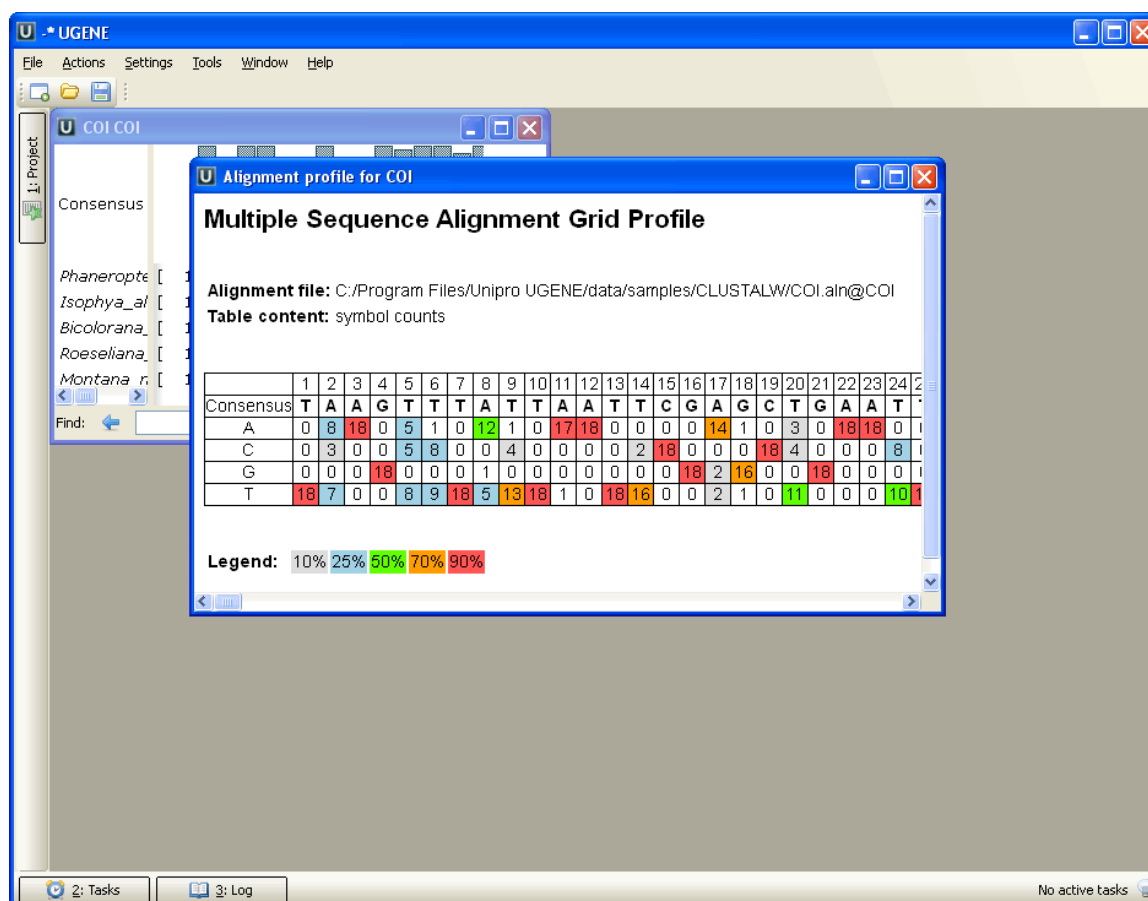 -* UGENE
File Actions Settings Tools Window Help
1: Project
COI COI
Consensus
Phaneropte [ 1
Isophya_al [ 1
Bicolorana_ [ 1
Roeseliana_ [ 1
Montana_r [ 1
Find:
Alignment profile for COI
Multiple Sequence Alignment Grid Profile
Alignment file: C:/Program Files/Unipro UGENE/data/samples/CLUSTALW/COI.aln@COI
Table content: symbol counts
1 2 3 4 5 6 7 8 9 10 11 12 13 14 15 16 17 18 19 20 21 22 23 24 2
Consensus T A A G T T T A T T A A T T C G A G C T G A A T
A 0 8 18 0 5 1 0 12 1 0 17 18 0 0 0 0 14 1 0 3 0 18 18 0
C 0 3 0 0 5 8 0 0 4 0 0 0 0 2 18 0 0 0 18 4 0 0 0 8
G 0 0 0 18 0 0 0 1 0 0 0 0 0 0 0 18 2 16 0 0 18 0 0 0
T 18 7 0 0 8 9 18 5 13 18 1 0 18 16 0 0 2 1 0 11 0 0 0 10 1
Legend: 10% 25% 50% 70% 90%
2: Tasks 3: Log No active tasks